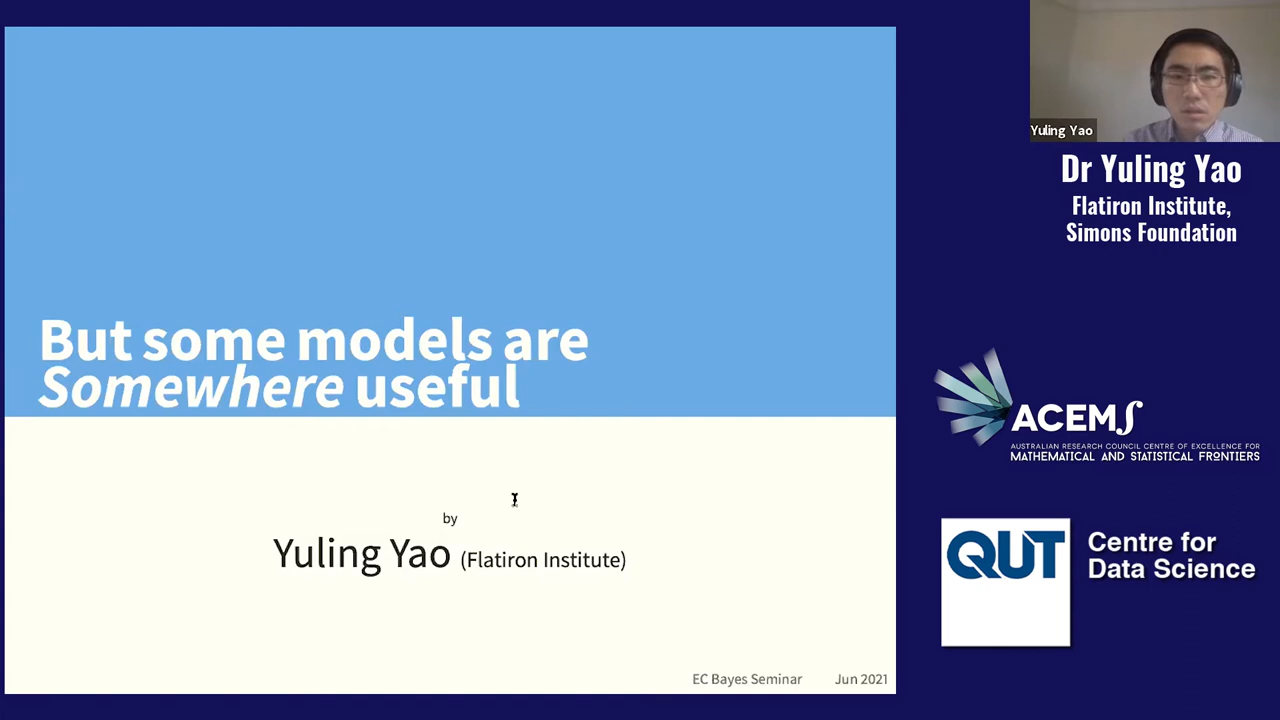 But some models are
Somewhere useful
by
Yuling Yao (Flatiron Institute)
EC Bayes Seminar Jun 2021
Yuling Yao
Dr Yuling Yao
Flatiron Institute,
Simons Foundation
ACEMS
AUSTRALIAN RESEARCH COUNCIL CENTRE OF EXCELLENCE FOR
MATHEMATICAL AND STATISTICAL FRONTIERS
QUT
Centre for
Data Science